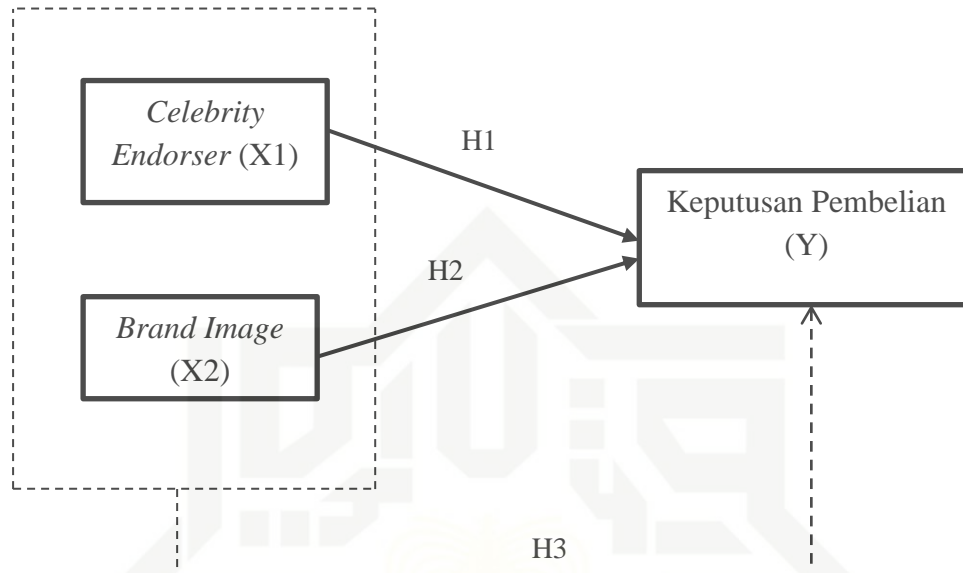 Celebrity
Endorser (X1)
H1
Keputusan Pembelian
(Y)
H2
Brand Image
(X2)
H3